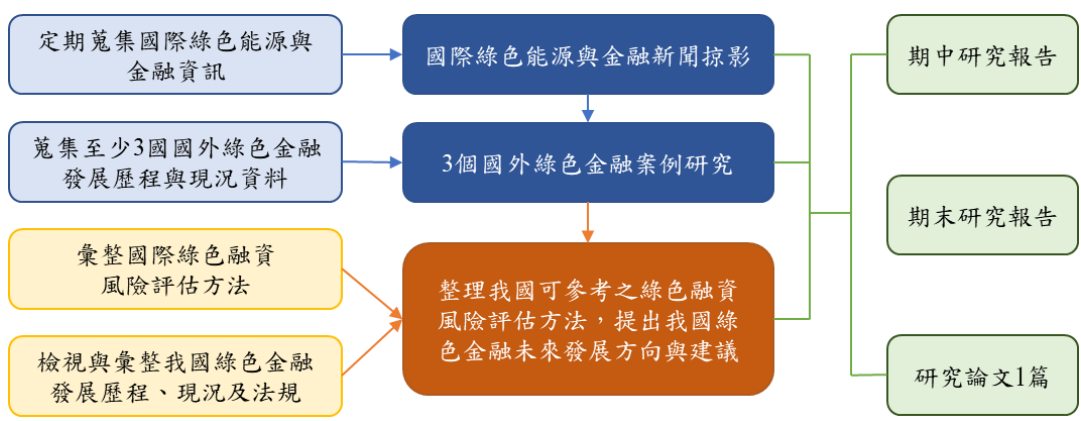 定期蒐集國際綠色能源與
金融資訊
國際綠色能源與金融新聞掠影
期中研究報告
蒐集至少3國國外綠色金融
發展歷程與現況資料
3個國外綠色金融案例研究
期末研究報告
彙整國際綠色融資
風險評估方法
整理我國可參考之綠色融資
風險評估方法，提出我國綠
色金融未來發展方向與建議
檢視與彙整我國綠色金融
發展歷程、現況及法規
研究論文1篇